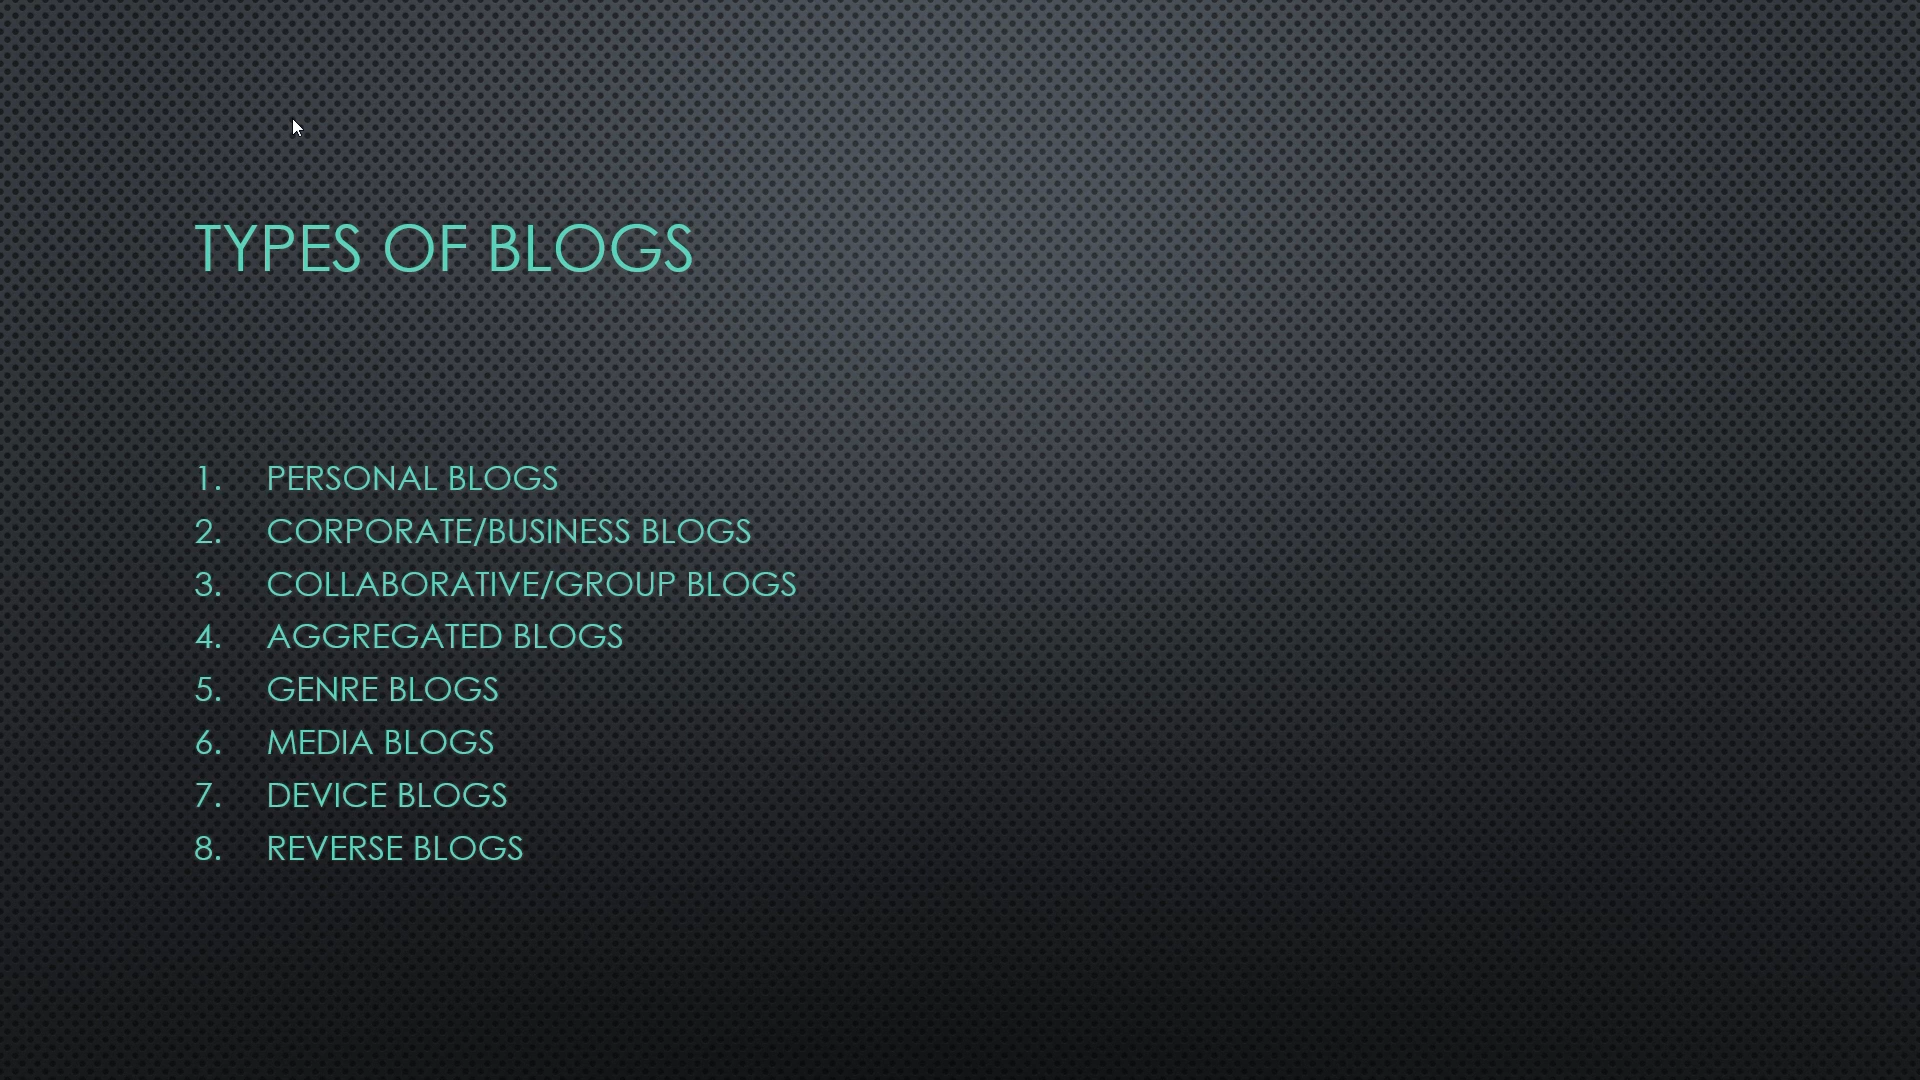 TYPES OF BLOGS
1. PERSONAL BLOGS
2. CORPORATE/BUSINESS BLOGS
3. COLLABORATIVE/GROUP BLOGS
4. AGGREGATED BLOGS
5. GENRE BLOGS
6. MEDIA BLOGS
7. DEVICE BLOGS
8. REVERSE BLOGS